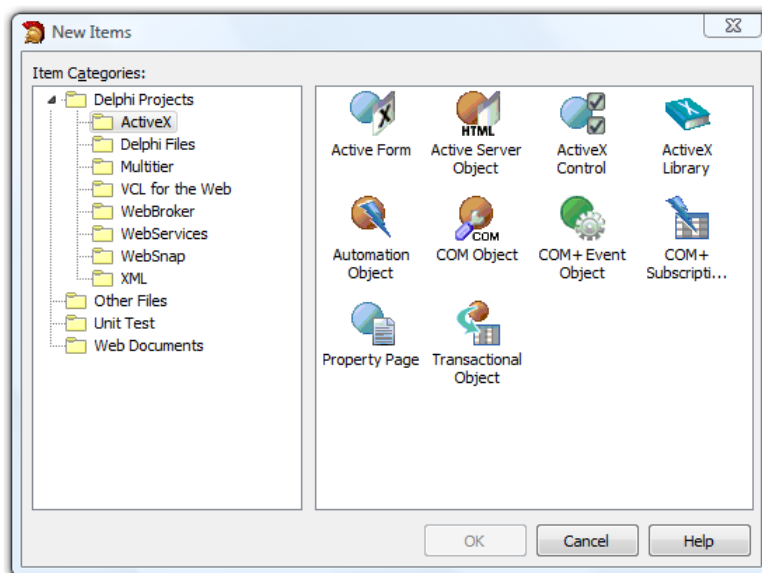 New Items
Item Categories:
Delphi Projects
ActiveX
Delphi Files
Multitier
VCL for the Web
WebBroker
WebServices
WebSnap
XML
Other Files
Unit Test
Web Documents
X
HTML
X
Active Form
Active Server
Object
ActiveX
Control
ActiveX
Library
COM
Automation
Object
COM Object
COM+ Event
Object
COM+
Subscripti...
Property Page
Transactional
Object
OK
Cancel
Help